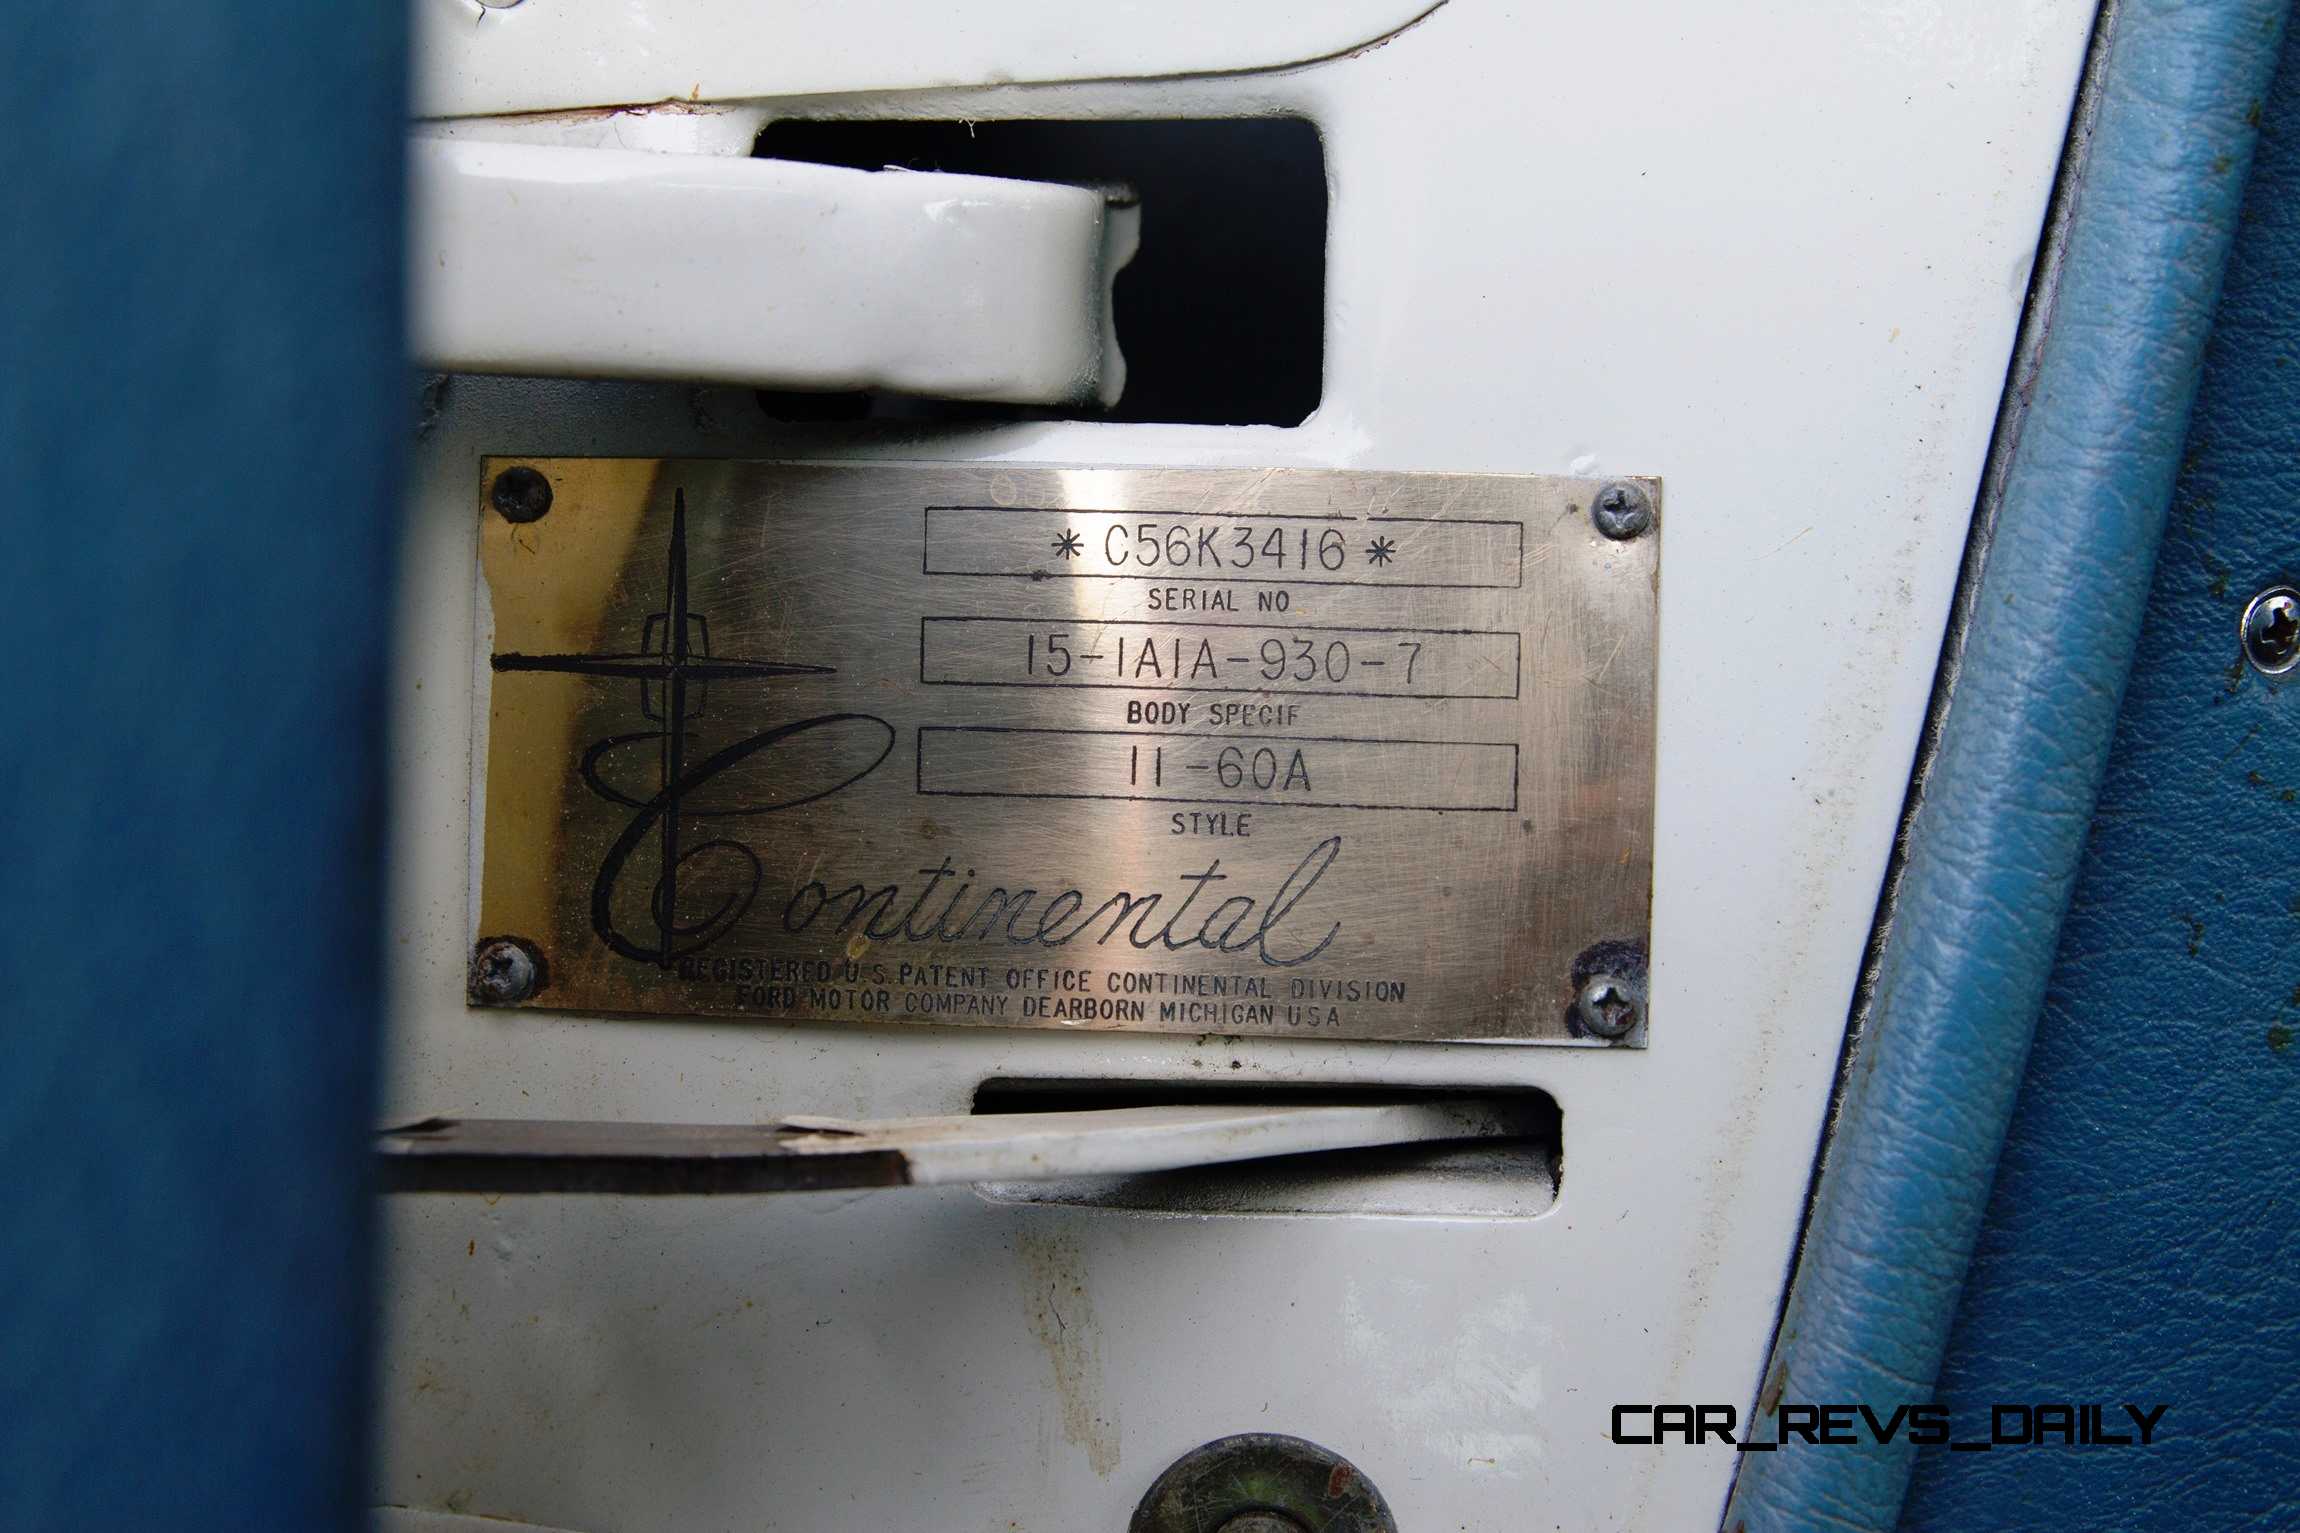 *C56K3416*
SERIAL NO
15-1A1A-930-7
BODY SPECIF
11-60A
STYLE
Continental
REGISTERED U.S. PATENT OFFICE CONTINENTAL DIVISION
FORD MOTOR COMPANY DEARBORN MICHIGAN USA
CAR_REVS_DAILY